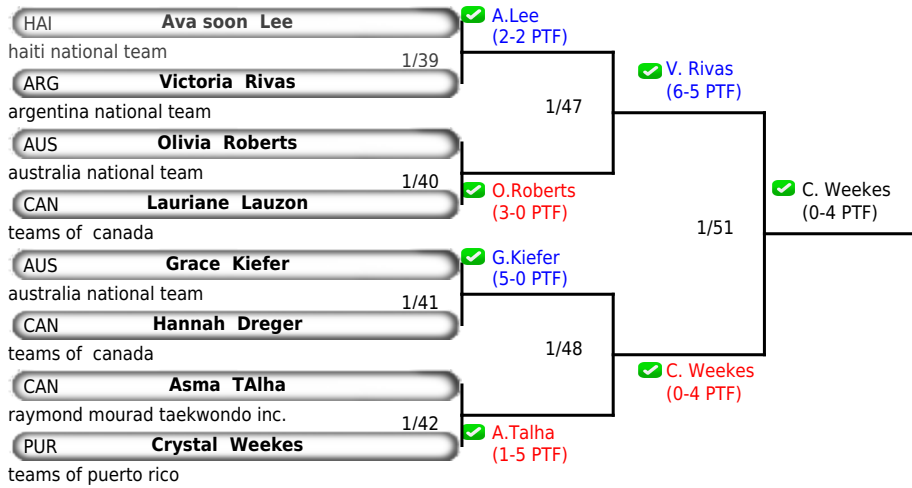 HAI Ava soon Lee
haiti national team
1/39
ARG Victoria Rivas
argentina national team
A.Lee
(2-2 PTF)
1/47
AUS Olivia Roberts
australia national team
1/40
CAN Lauriane Lauzon
teams of canada
O.Roberts
(3-0 PTF)
V. Rivas
(6-5 PTF)
1/51
AUS Grace Kiefer
australia national team
1/41
CAN Hannah Dreger
teams of canada
G.Kiefer
(5-0 PTF)
1/48
CAN Asma TAlha
raymond mourad taekwondo inc.
1/42
PUR Crystal Weekes
teams of puerto rico
A.Talha
(1-5 PTF)
C. Weekes
(0-4 PTF)
C. Weekes
(0-4 PTF)